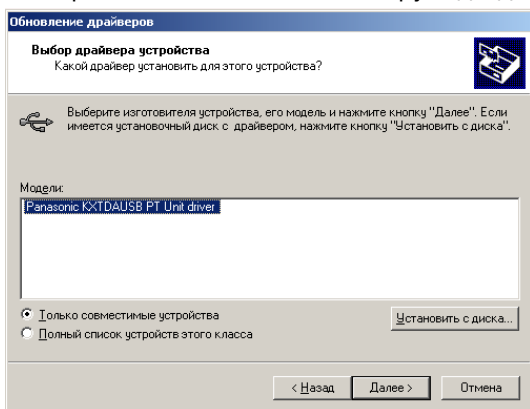 Обновление драйверов
Выбор драйвера устройства
Какой драйвер установить для этого устройства?
Выберите изготовителя устройства, его модель и нажмите кнопку "Далее". Если
имеется установочный диск с драйвером, нажмите кнопку "Установить с диска".
Модели:
Panasonic KXTDAUSB PT Unit driver
Только совместимые устройства
Установить с диска...
Полный список устройств этого класса
< Назад
Далее >
Отмена